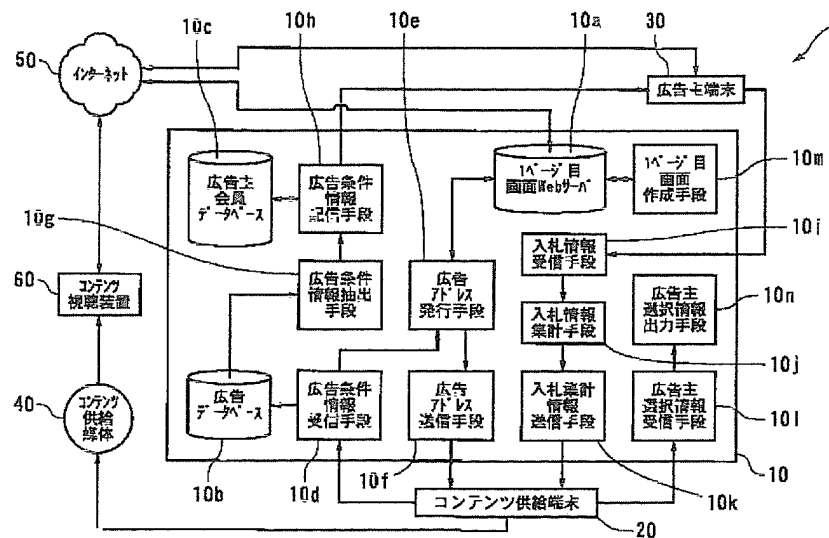 10c
10h
10e
10a
30
50
インターネット
広告主端末
広告主
会員
データベース
広告条件
情報
配信手段
1ページ目
画面Webサーバ
1ページ目
画面
作成手段
10m
10g
10i
入札情報
受信手段
60
コンテンツ
視聴装置
広告条件
情報抽出
手段
広告
アドレス
発行手段
入札情報
集計手段
広告主
選択情報
出力手段
10n
10j
40
コンテンツ
供給
媒体
広告
データベース
広告条件
情報
受信手段
広告
アドレス
送信手段
入札集計
情報
送信手段
広告主
選択情報
受信手段
10l
10
10b
10d
10f
10k
コンテンツ供給端末
20